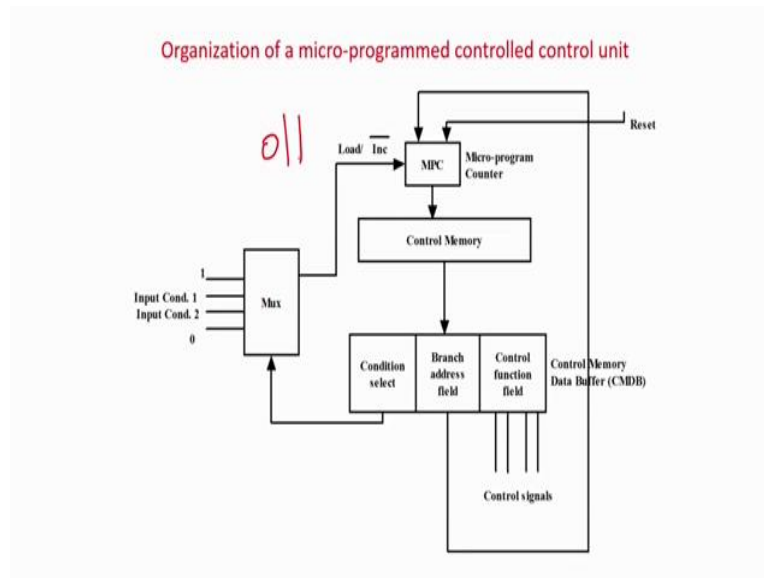 Organization of a micro-programmed controlled control unit
011
Load/ Inc
Reset
MPC
Micro-program
Counter
Control Memory
1
Input Cond. 1
Input Cond. 2
0
Mux
Condition
select
Branch
address
field
Control
function
field
Control Memory
Data Buffer (CMDB)
Control signals